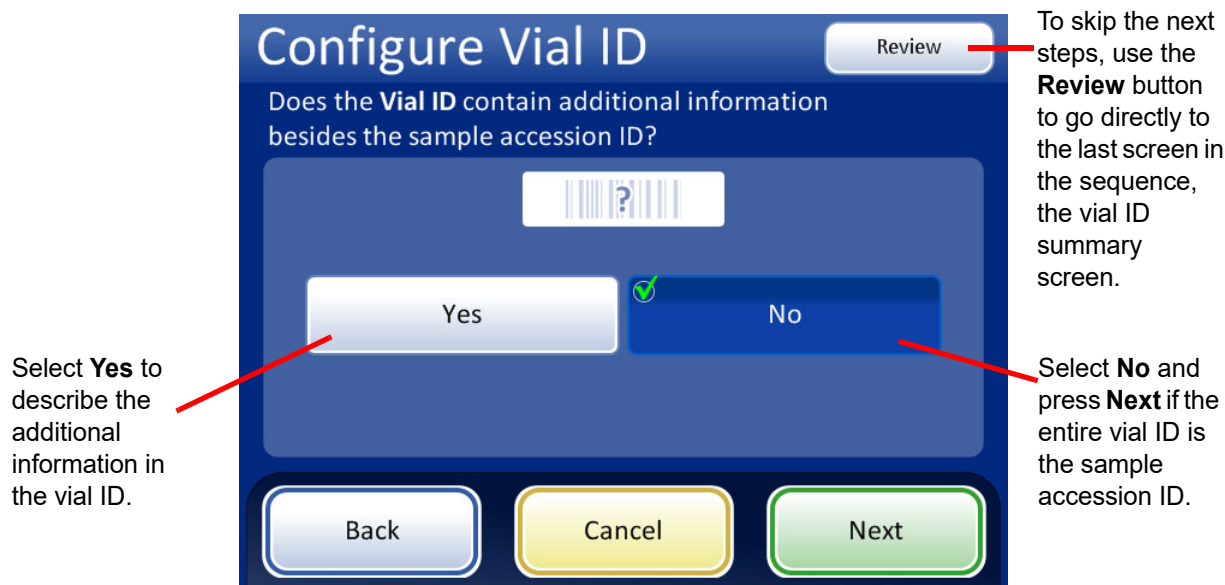 Configure Vial ID
Review
Does the Vial ID contain additional information
besides the sample accession ID?
?
Yes
No
Back
Cancel
Next
To skip the next
steps, use the
Review button
to go directly to
the last screen in
the sequence,
the vial ID
summary
screen.
Select Yes to
describe the
additional
information in
the vial ID.
Select No and
press Next if the
entire vial ID is
the sample
accession ID.